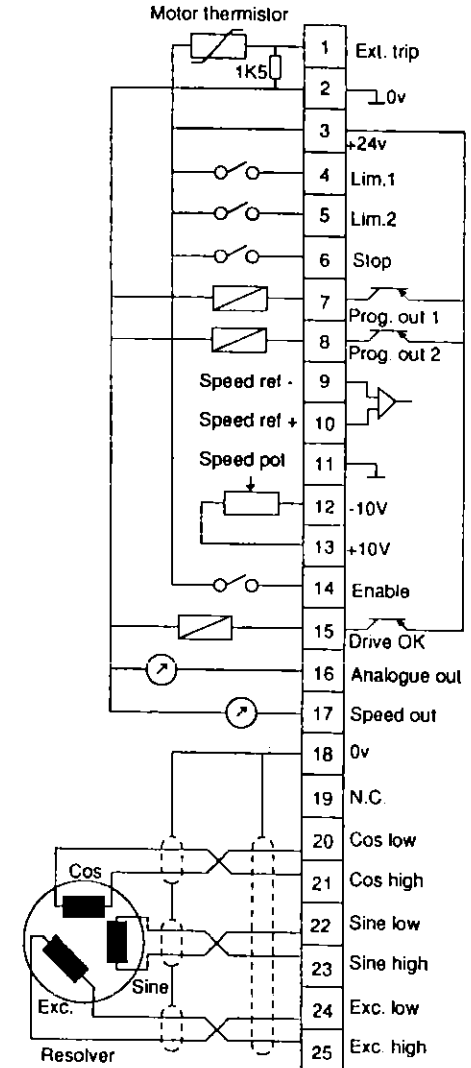 Motor thermistor
1 Ext. trip
1K5
2 0v
3 +24v
4 Lim.1
5 Lim.2
6 Stop
7 Prog. out 1
8 Prog. out 2
Speed ref - 9
Speed ref + 10
Speed pot 11
12 -10V
13 +10V
14 Enable
15 Drive OK
16 Analogue out
17 Speed out
18 0v
19 N.C.
20 Cos low
Cos 21 Cos high
22 Sine low
23 Sine high
Sine
Exc. 24 Exc. low
Resolver 25 Exc. high